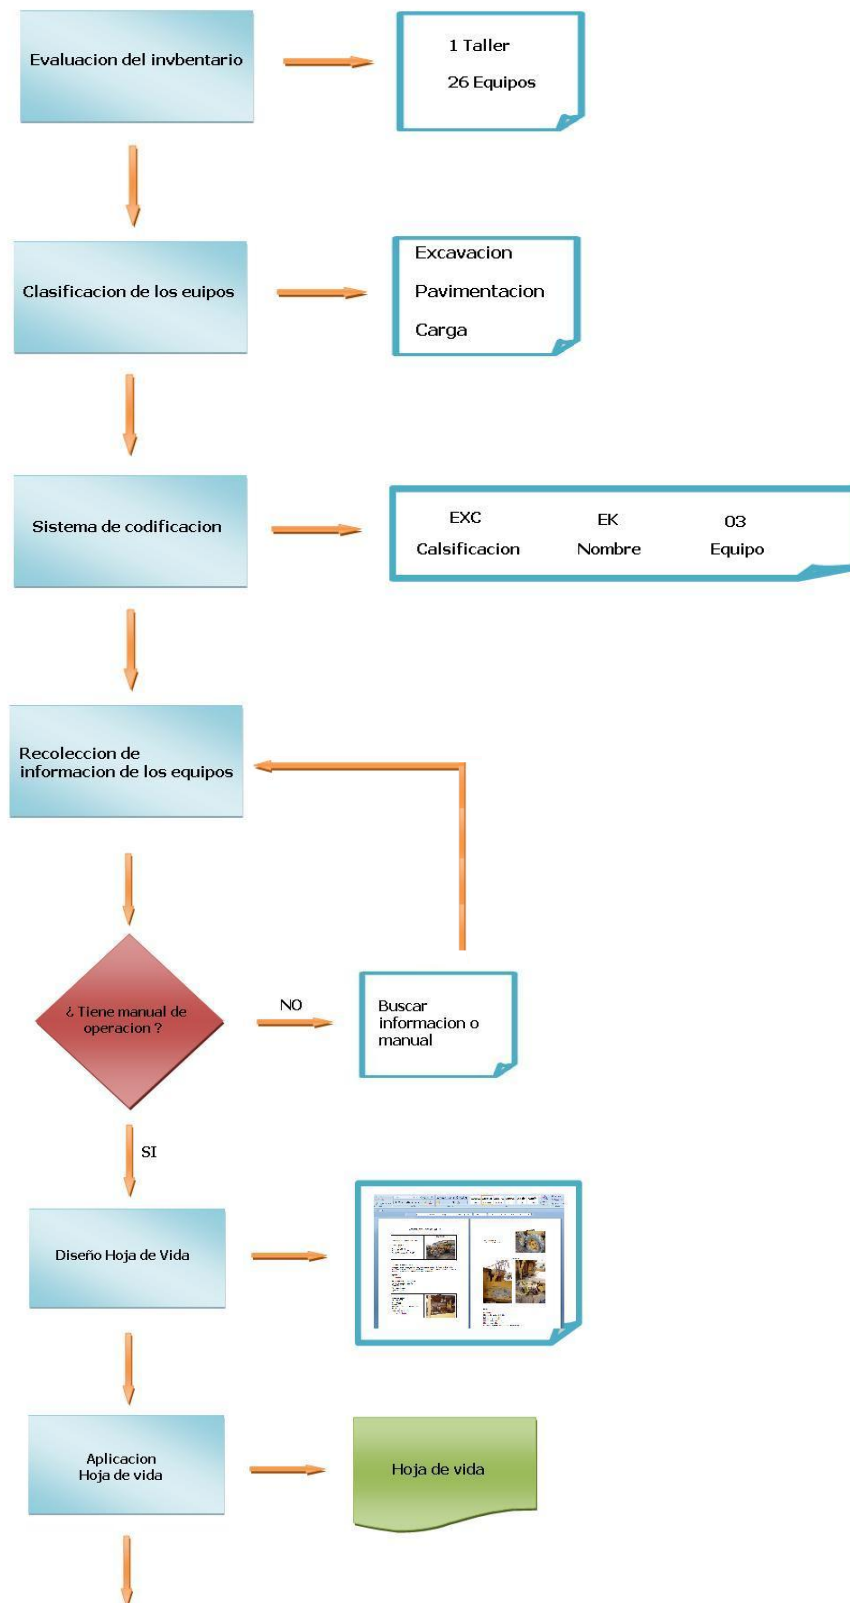 Evaluacion del invbentario
1 Taller
26 Equipos
Clasificacion de los euipos
Excavacion
Pavimentacion
Carga
Sistema de codificacion
EXC EK 03
Calsificacion Nombre Equipo
Recoleccion de
informacion de los equipos
¿ Tiene manual de
operacion ?
NO
Buscar
informacion o
manual
SI
Diseño Hoja de Vida
Aplicacion
Hoja de vida
Hoja de vida